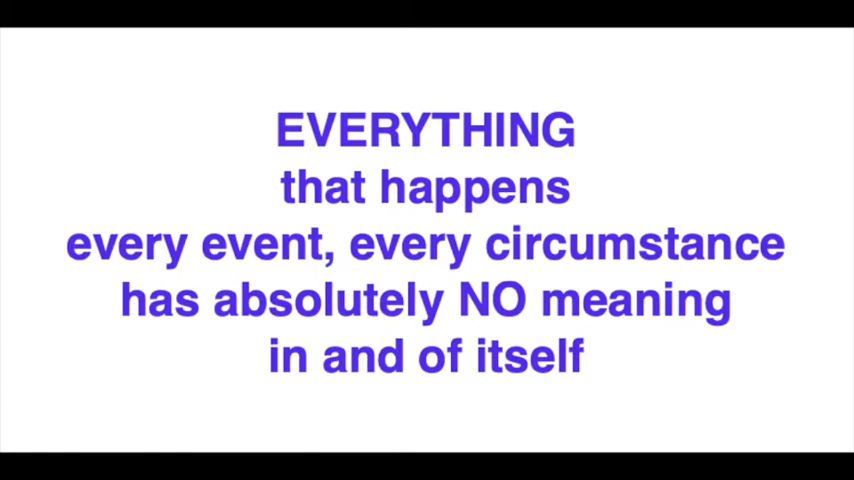 EVERYTHING
that happens
every event, every circumstance
has absolutely NO meaning
in and of itself